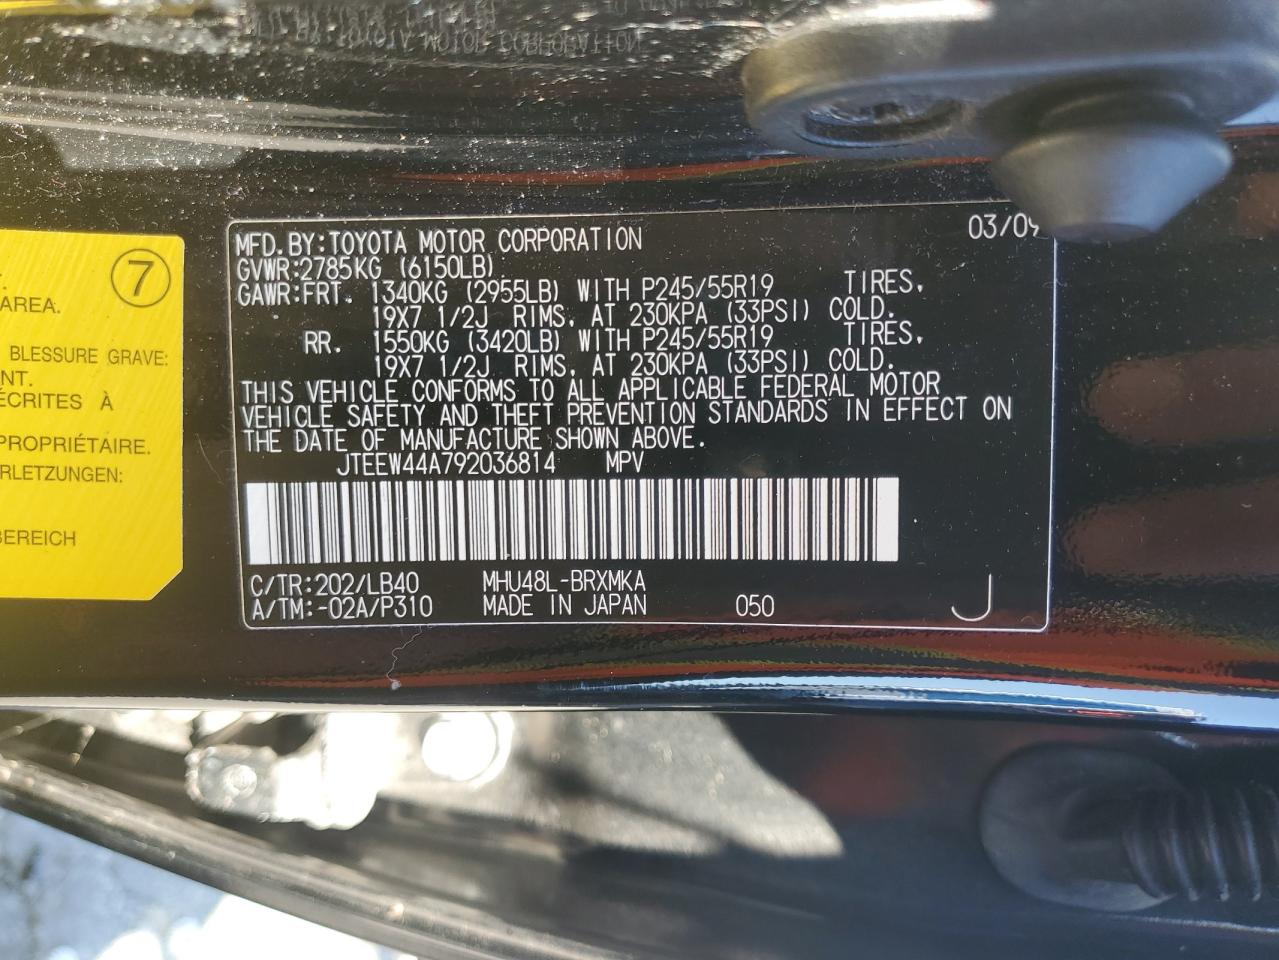 MFD.BY:TOYOTA MOTOR CORPORATION 03/09
GVWR:2785KG (6150LB)
GAWR:FRT. 1340KG (2955LB) WITH P245/55R19 TIRES,
19X7 1/2J RIMS, AT 230KPA (33PSI) COLD.
RR. 1550KG (3420LB) WITH P245/55R19 TIRES,
19X7 1/2J RIMS, AT 230KPA (33PSI) COLD.
THIS VEHICLE CONFORMS TO ALL APPLICABLE FEDERAL MOTOR
VEHICLE SAFETY AND THEFT PREVENTION STANDARDS IN EFFECT ON
THE DATE OF MANUFACTURE SHOWN ABOVE.
JTEEW44A792036814 MPV
C/TR:202/LB40 MHU48L-BRXMKA
A/TM:-02A/P310 MADE IN JAPAN 050 J
7
AREA.
BLESSURE GRAVE:
NT.
ÉCRITES À
PROPRIÉTAIRE.
ERLETZUNGEN.
BEREICH